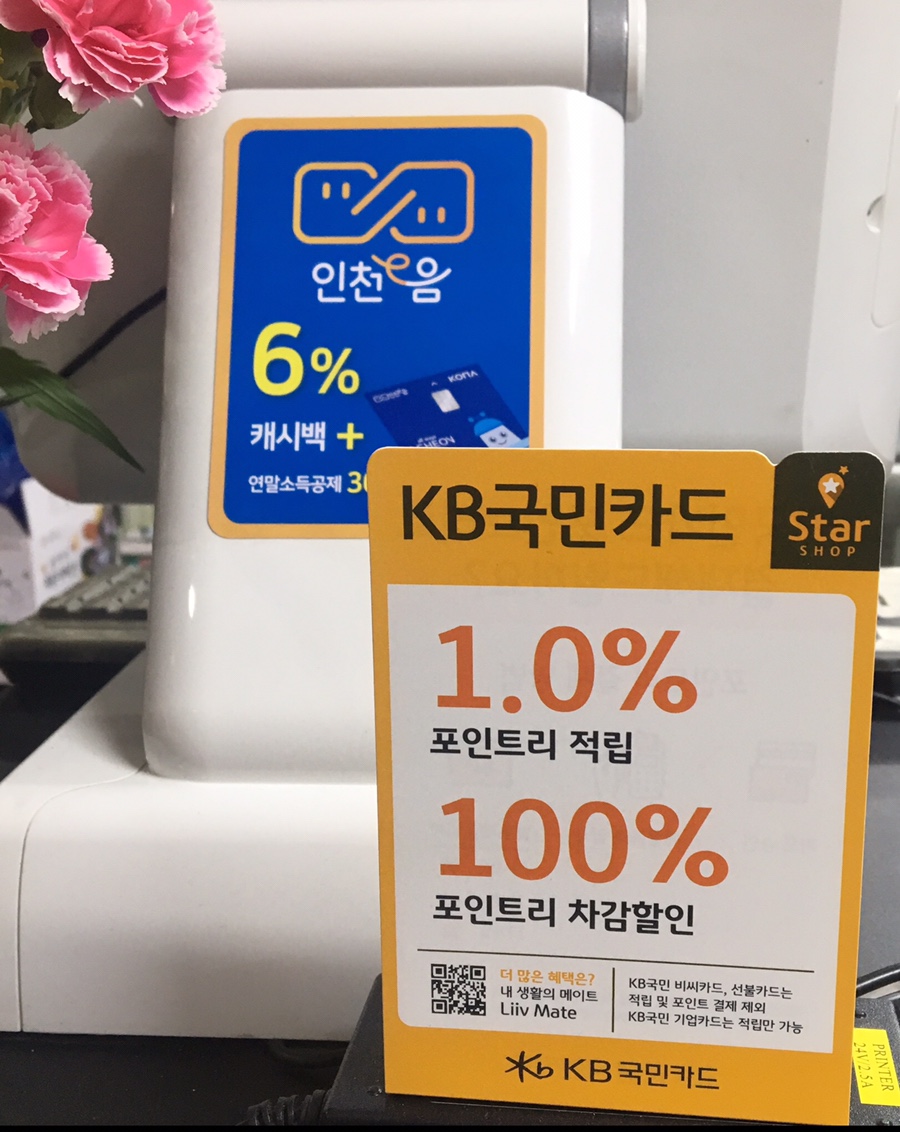 인천e음
6%
캐시백 +
연말소득공제
KONA
KB국민카드
Star
SHOP
1.0%
포인트리 적립
100%
포인트리 차감할인
더 많은 혜택은?
내 생활의 메이트
Liiv Mate
KB국민 비씨카드, 선불카드는
적립 및 포인트 결제 제외
KB국민 기업카드는 적립만 가능
KB국민카드
PRINTER
24V/2.5A